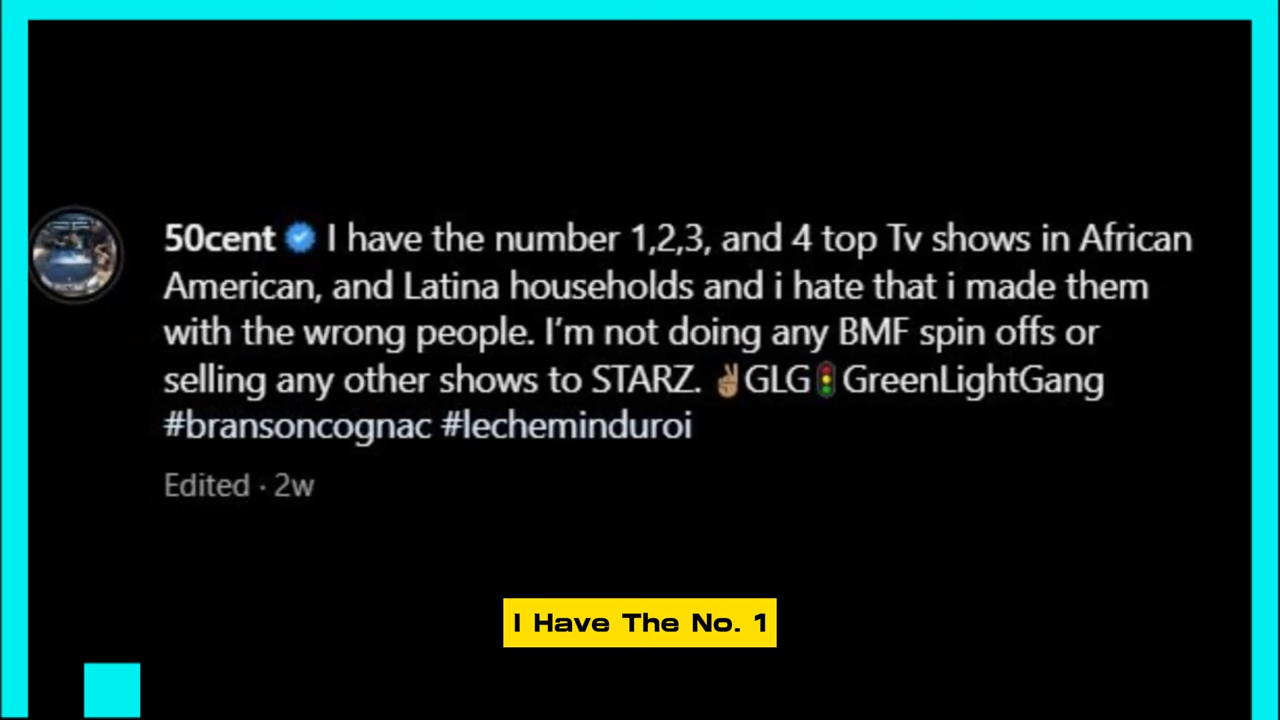 50cent I have the number 1,2,3, and 4 top Tv shows in African
American, and Latina households and i hate that i made them
with the wrong people. I’m not doing any BMF spin offs or
selling any other shows to STARZ. ✌🏽GLG🚦GreenLightGang
#bransoncognac #lecheminduroi
Edited · 2w
I Have The No. 1